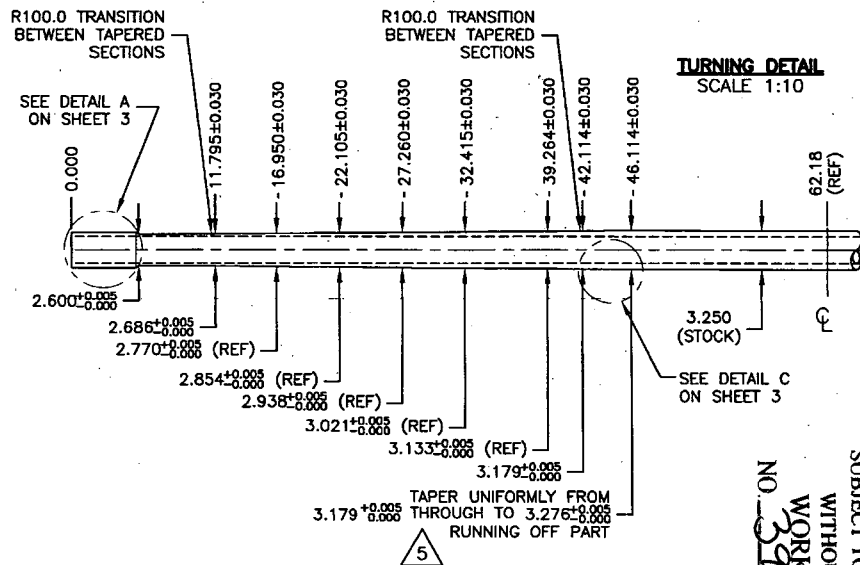 R100.0 TRANSITION
BETWEEN TAPERED
SECTIONS
R100.0 TRANSITION
BETWEEN TAPERED
SECTIONS
TURNING DETAIL
SCALE 1:10
SEE DETAIL A
ON SHEET 3
0.000
11.795±0.030
16.950±0.030
22.105±0.030
27.260±0.030
32.415±0.030
39.264±0.030
42.114±0.030
46.114±0.030
62.18
(REF)
2.600+0.005 -0.000
2.686+0.005 -0.000
2.770+0.005 -0.000 (REF)
2.854+0.005 -0.000 (REF)
2.938+0.005 -0.000 (REF)
3.021+0.005 -0.000 (REF)
3.133+0.005 -0.000 (REF)
3.179+0.005 -0.000
3.250
(STOCK)
SEE DETAIL C
ON SHEET 3
TAPER UNIFORMLY FROM
3.179 +0.005 -0.000 THROUGH TO 3.276+0.005 -0.000
RUNNING OFF PART
5
SUBJECT TO
WITHO
WORK
NO. 39